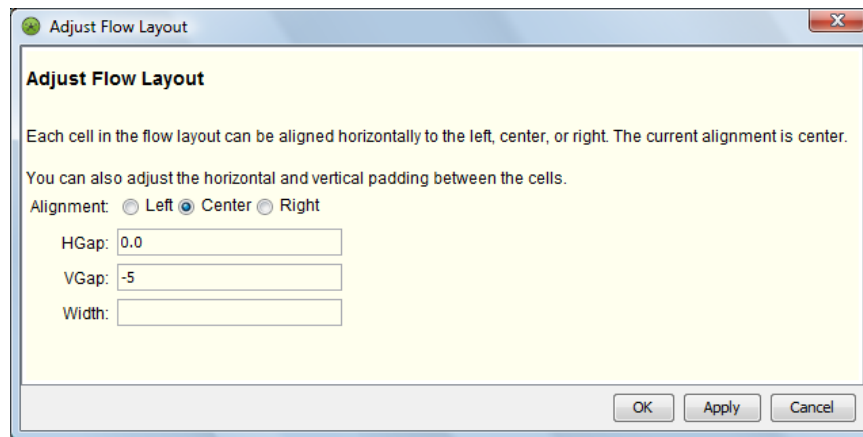 Adjust Flow Layout
Adjust Flow Layout
Each cell in the flow layout can be aligned horizontally to the left, center, or right. The current alignment is center.
You can also adjust the horizontal and vertical padding between the cells.
Alignment: Left Center Right
HGap: 0.0
VGap: -5
Width:
OK Apply Cancel